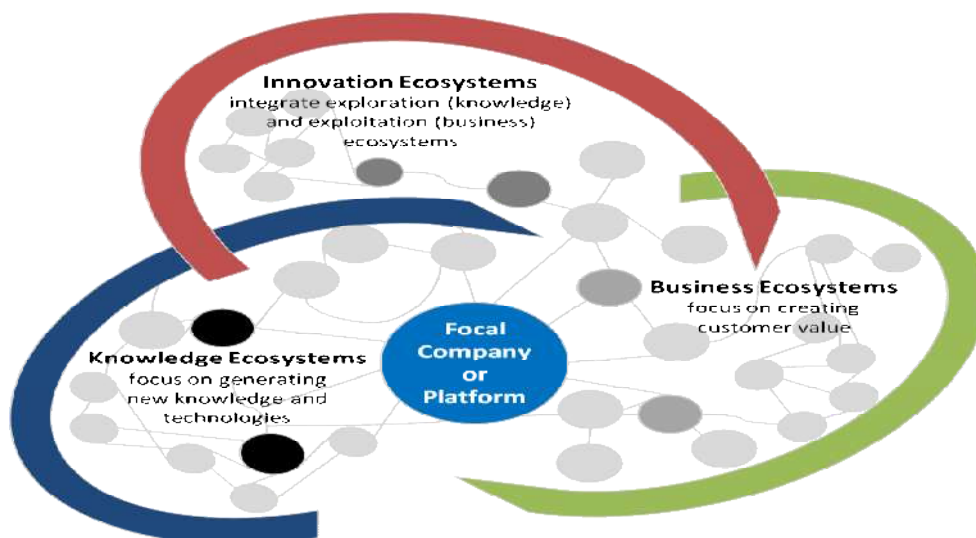 Innovation Ecosystems
integrate exploration (knowledge)
and exploitation (business)
ecosystems
Business Ecosystems
focus on creating
customer value
Focal
Company
or
Platform
Knowledge Ecosystems
focus on generating
new knowledge and
technologies